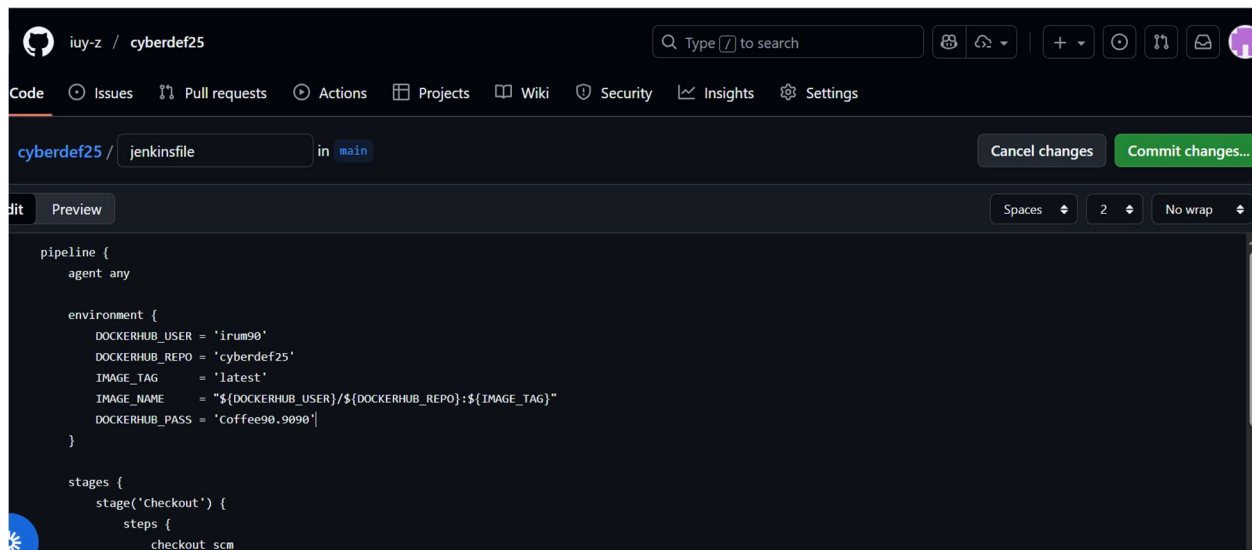 iuy-z / cyberdef25
Type / to search
Code Issues Pull requests Actions Projects Wiki Security Insights Settings
cyberdef25 / jenkinsfile in main Cancel changes Commit changes...
dit Preview Spaces 2 No wrap
pipeline {
    agent any

    environment {
        DOCKERHUB_USER = 'irum90'
        DOCKERHUB_REPO = 'cyberdef25'
        IMAGE_TAG      = 'latest'
        IMAGE_NAME     = "${DOCKERHUB_USER}/${DOCKERHUB_REPO}:${IMAGE_TAG}"
        DOCKERHUB_PASS = 'Coffee90.9090'
    }

    stages {
        stage('Checkout') {
            steps {
                checkout scm